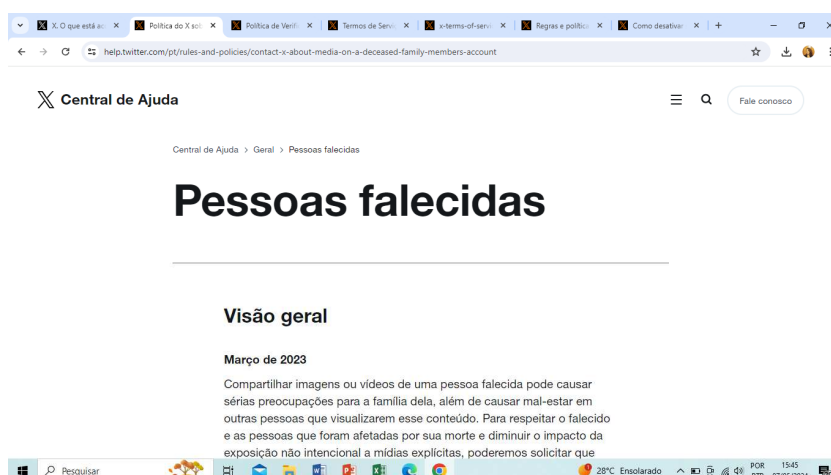 X. O que está ac
Política do X sob
Política de Verifi
Termos de Servi
x-terms-of-servi
Regras e política
Como desativar
help.twitter.com/pt/rules-and-policies/contact-x-about-media-on-a-deceased-family-members-account
Central de Ajuda
Fale conosco
Central de Ajuda > Geral > Pessoas falecidas
Pessoas falecidas
Visão geral
Março de 2023
Compartilhar imagens ou vídeos de uma pessoa falecida pode causar
sérias preocupações para a família dela, além de causar mal-estar em
outras pessoas que visualizarem esse conteúdo. Para respeitar o falecido
e as pessoas que foram afetadas por sua morte e diminuir o impacto da
exposição não intencional a mídias explícitas, poderemos solicitar que
Pesquisar
28°C Ensolarado
POR
15:45